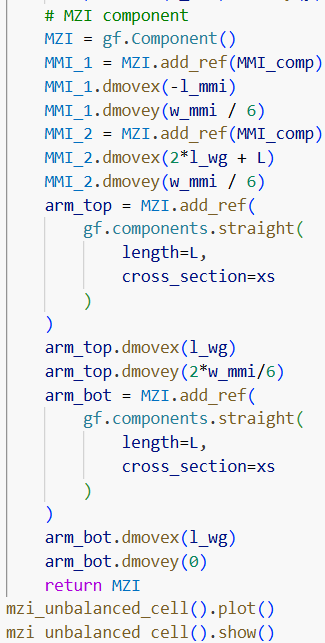 # MZI component
MZI = gf.Component()
MMI_1 = MZI.add_ref(MMI_comp)
MMI_1.dmovex(-l_mmi)
MMI_1.dmovey(w_mmi / 6)
MMI_2 = MZI.add_ref(MMI_comp)
MMI_2.dmovex(2*l_wg + L)
MMI_2.dmovey(w_mmi / 6)
arm_top = MZI.add_ref(
gf.components.straight(
length=L,
cross_section=xs
)
)
arm_top.dmovex(l_wg)
arm_top.dmovey(2*w_mmi/6)
arm_bot = MZI.add_ref(
gf.components.straight(
length=L,
cross_section=xs
)
)
arm_bot.dmovex(l_wg)
arm_bot.dmovey(0)
return MZI
mzi_unbalanced_cell().plot()
mzi_unbalanced_cell().show()